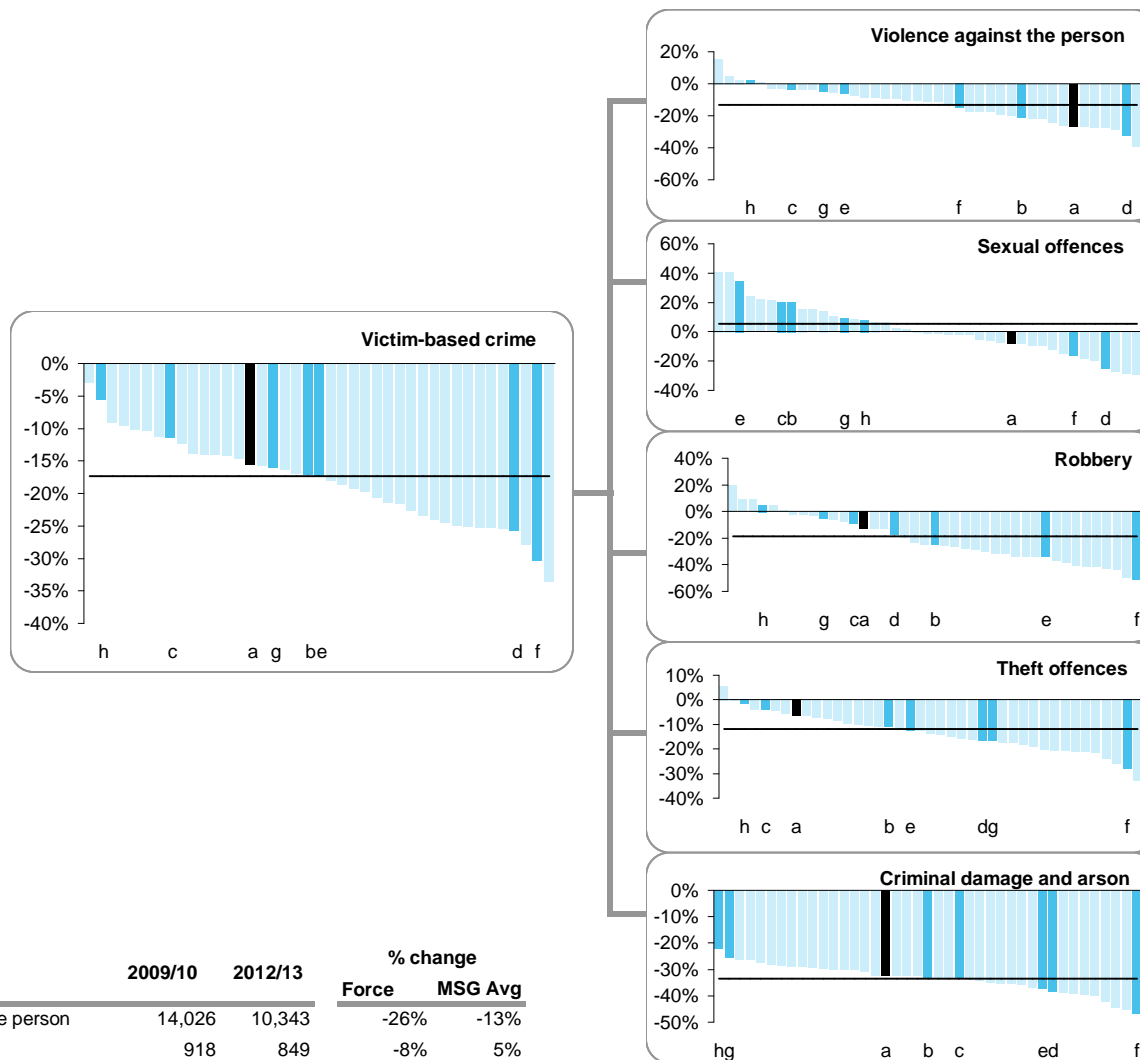 Victim-based crime
0%
-5%
-10%
-15%
-20%
-25%
-30%
-35%
-40%
h c a g be d f
Violence against the person
20%
0%
-20%
-40%
-60%
h c g e f b a d
Sexual offences
60%
40%
20%
0%
-20%
-40%
e cb g h a f d
Robbery
40%
20%
0%
-20%
-40%
-60%
h g ca d b e f
Theft offences
10%
0%
-10%
-20%
-30%
-40%
h c a b e dg f
Criminal damage and arson
0%
-10%
-20%
-30%
-40%
-50%
hg a b c ed f
% change
2009/10 2012/13 Force MSG Avg
e person 14,026 10,343 -26% -13%
918 849 -8% 5%